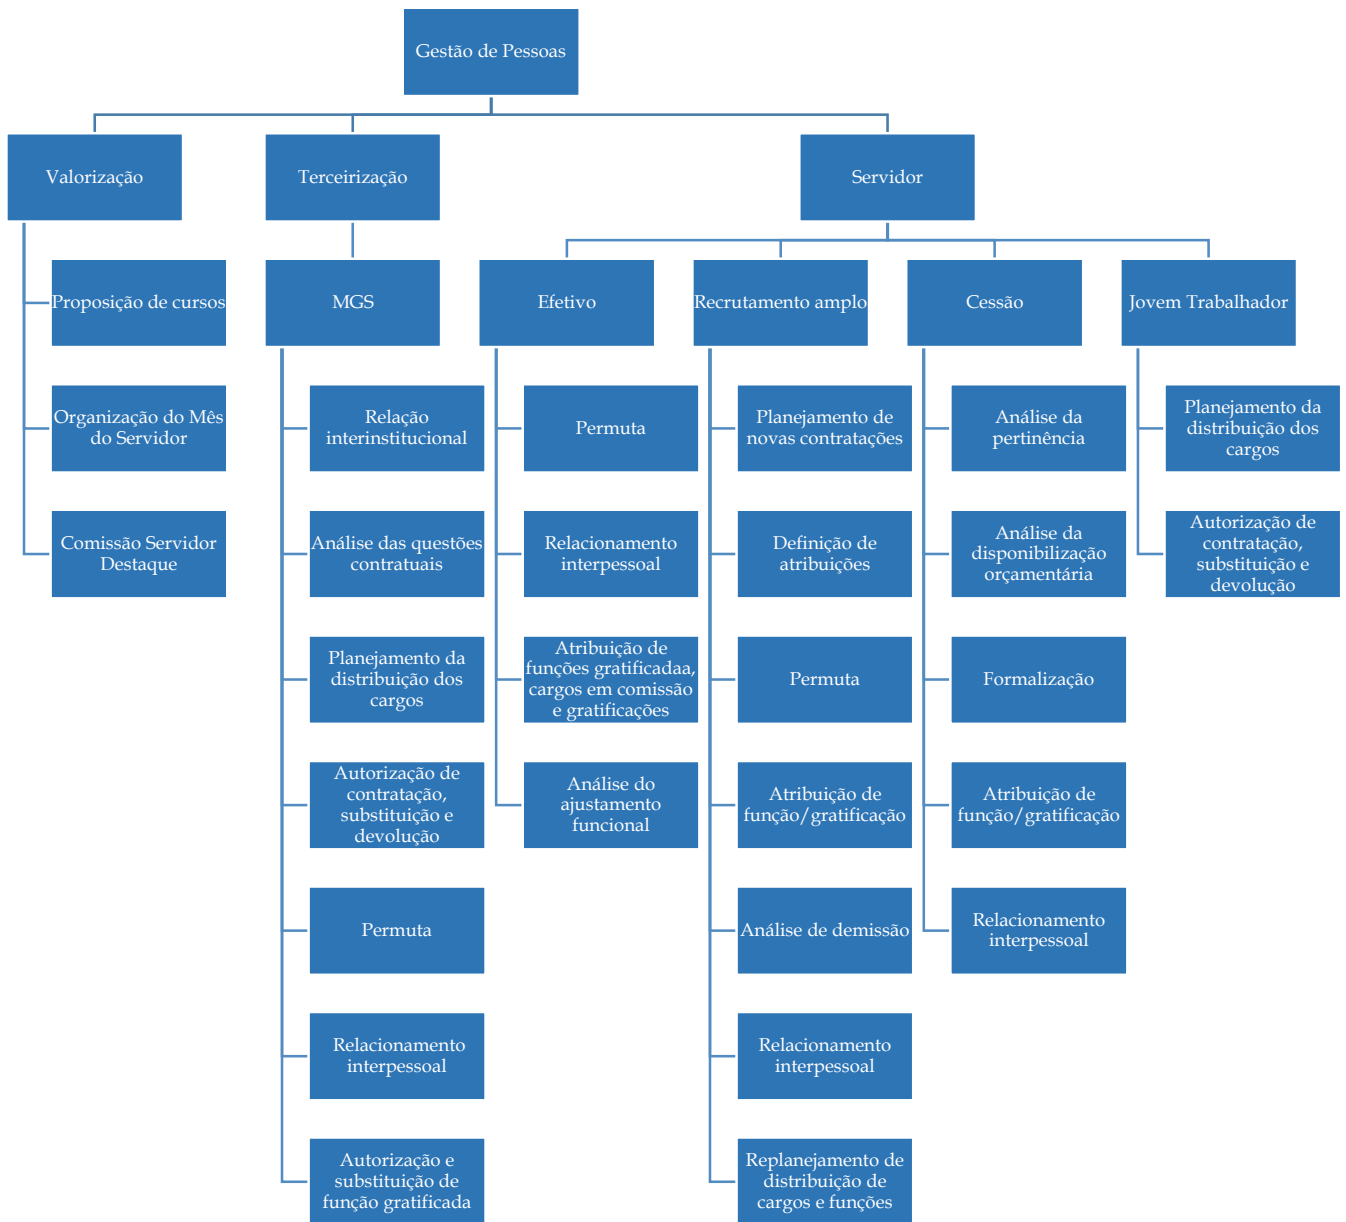 Gestão de Pessoas
Valorização
Terceirização
Servidor
Proposição de cursos
MGS
Efetivo
Recrutamento amplo
Cessão
Jovem Trabalhador
Organização do Mês
do Servidor
Relação
interinstitucional
Permuta
Planejamento de
novas contratações
Análise da
pertinência
Planejamento da
distribuição dos
cargos
Comissão Servidor
Destaque
Análise das questões
contratuais
Relacionamento
interpessoal
Definição de
atribuições
Análise da
disponibilização
orçamentária
Autorização de
contratação,
substituição e
devolução
Planejamento da
distribuição dos
cargos
Atribuição de
funções gratificadaa,
cargos em comissão
e gratificações
Permuta
Formalização
Autorização de
contratação,
substituição e
devolução
Análise do
ajustamento
funcional
Atribuição de
função/gratificação
Atribuição de
função/gratificação
Permuta
Análise de demissão
Relacionamento
interpessoal
Relacionamento
interpessoal
Relacionamento
interpessoal
Autorização e
substituição de
função gratificada
Replanejamento de
distribuição de
cargos e funções